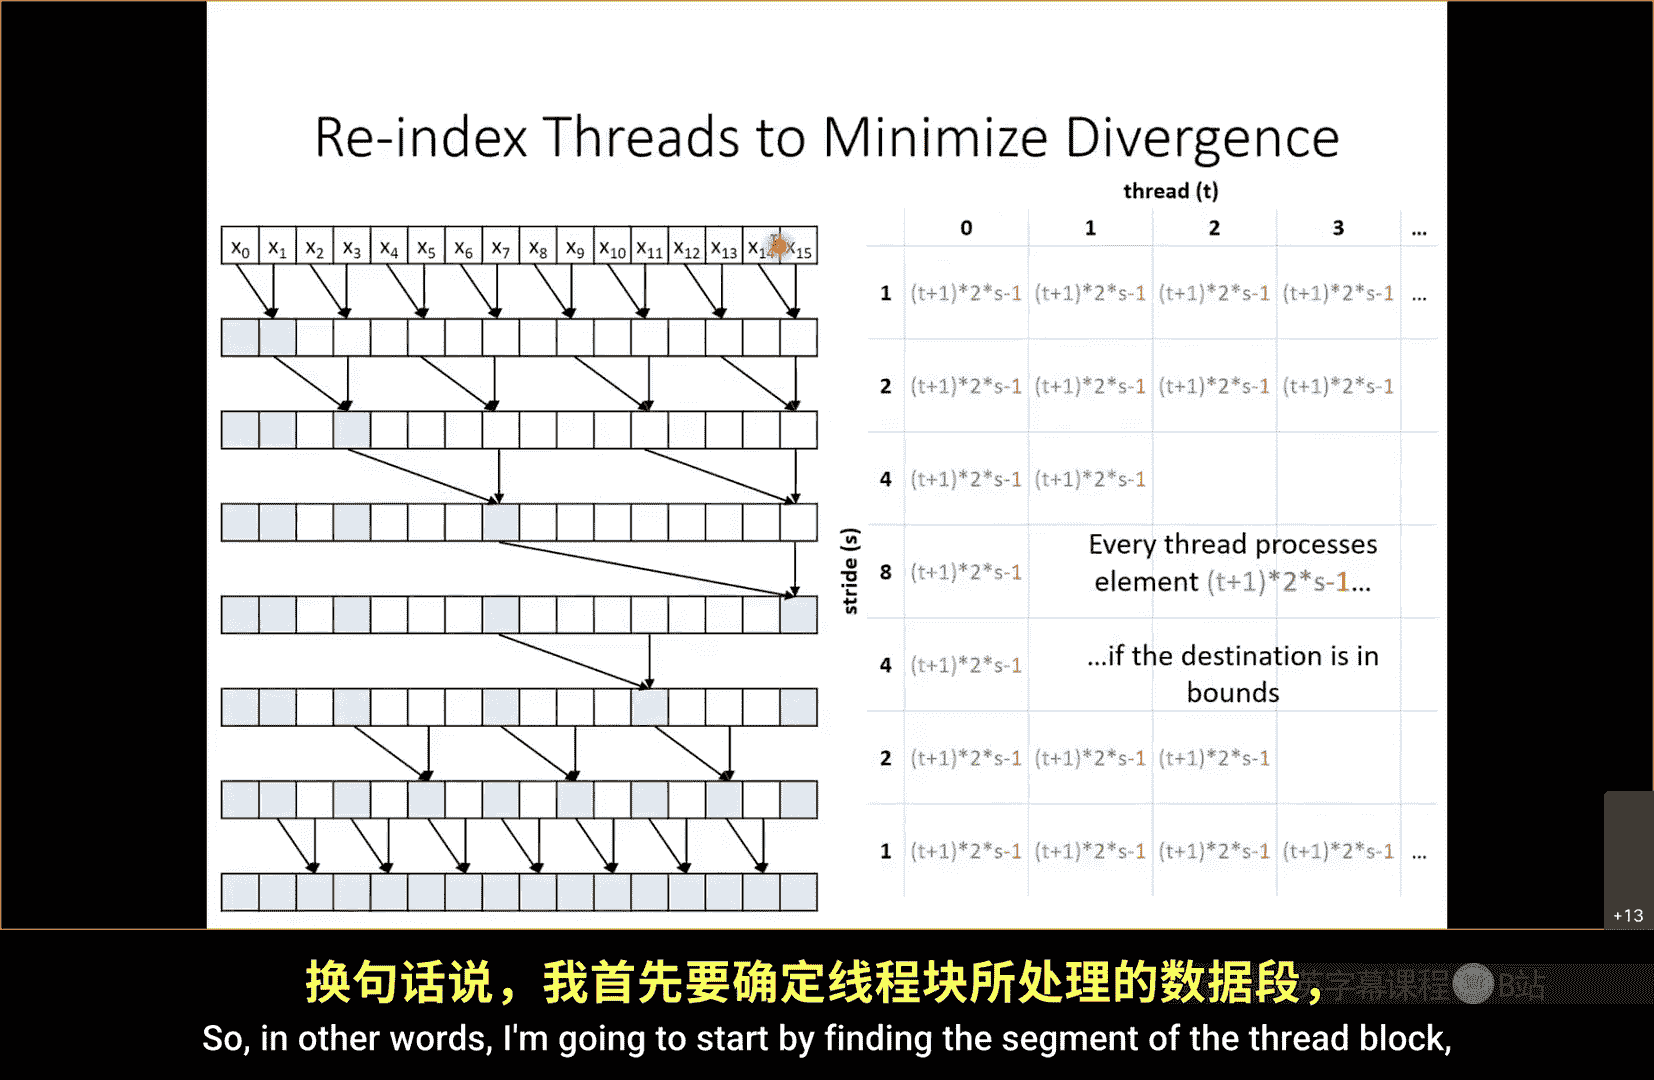 Re-index Threads to Minimize Divergence
thread (t)
0 1 2 3 ...
x0 x1 x2 x3 x4 x5 x6 x7 x8 x9 x10 x11 x12 x13 x14 x15
1 (t+1)*2*s-1 (t+1)*2*s-1 (t+1)*2*s-1 (t+1)*2*s-1 ...
2 (t+1)*2*s-1 (t+1)*2*s-1 (t+1)*2*s-1 (t+1)*2*s-1
4 (t+1)*2*s-1 (t+1)*2*s-1
stride (s)
8 (t+1)*2*s-1
Every thread processes
element (t+1)*2*s-1...
4 (t+1)*2*s-1
...if the destination is in
bounds
2 (t+1)*2*s-1 (t+1)*2*s-1 (t+1)*2*s-1
1 (t+1)*2*s-1 (t+1)*2*s-1 (t+1)*2*s-1 (t+1)*2*s-1 ...
+13
换句话说，我首先要确定线程块所处理的数据段，
字幕课程 B站
So, in other words, I'm going to start by finding the segment of the thread block,